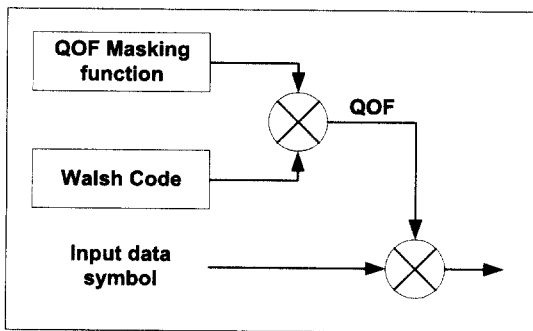 QOF Masking
function
QOF
Walsh Code
Input data
symbol